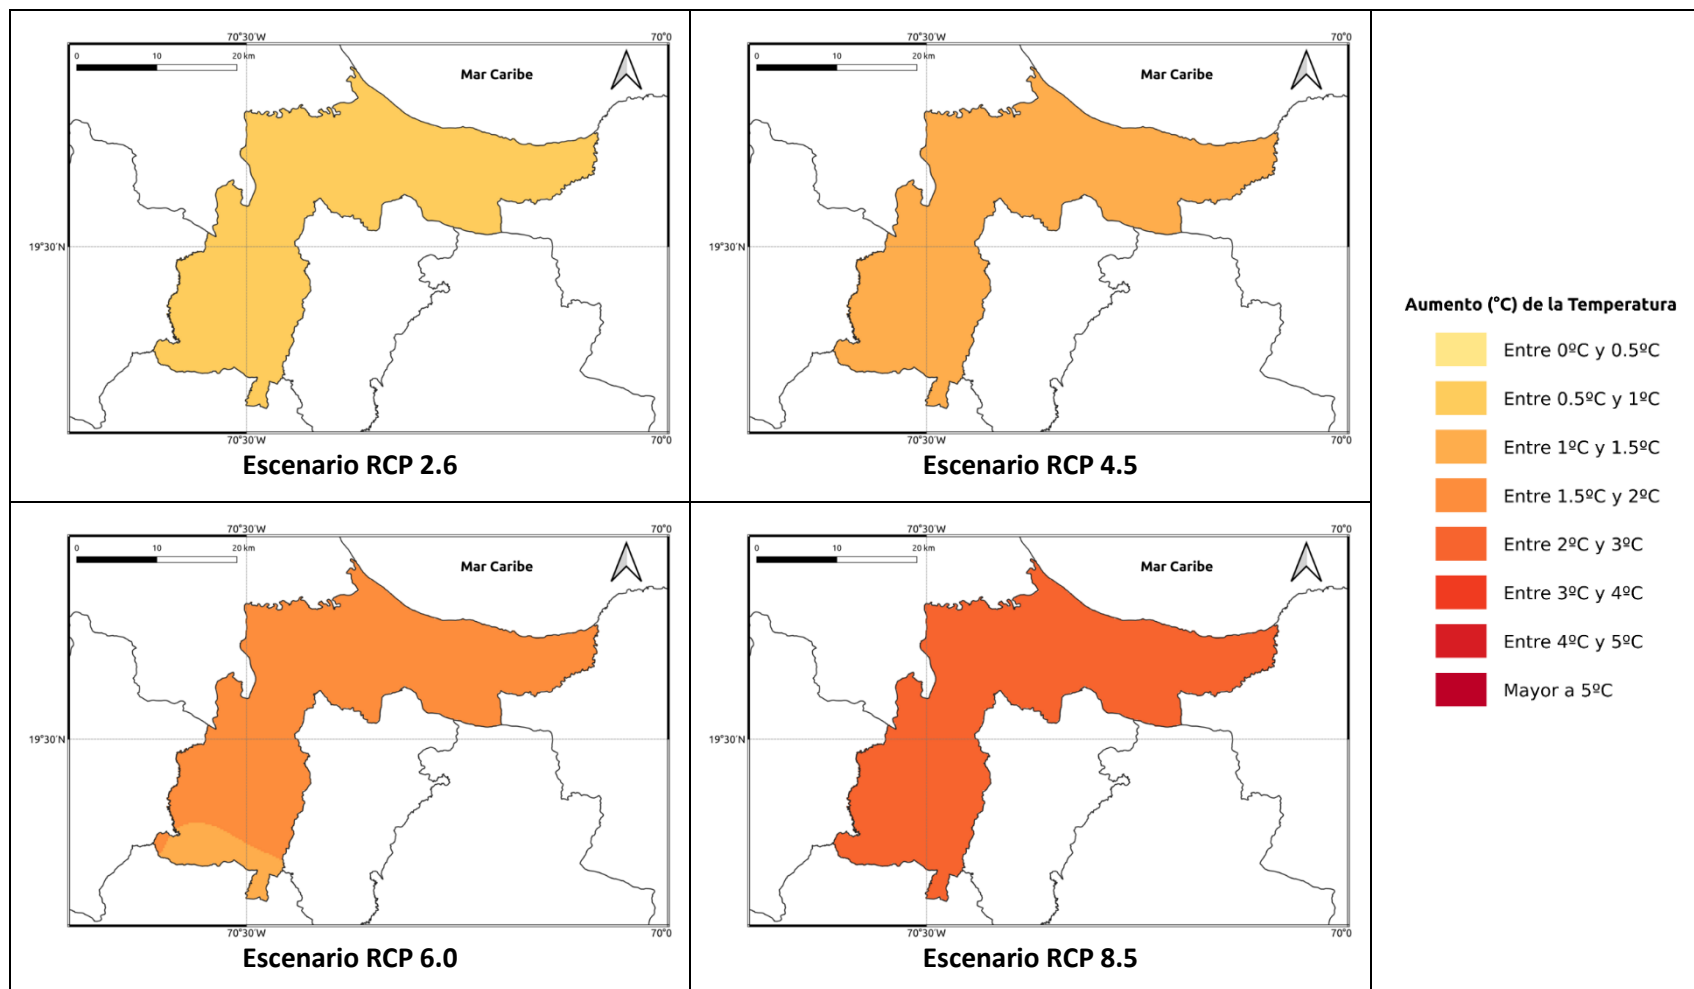 70°30'W
70°0
0 10 20 km
Mar Caribe
19°30'N
70°30'W
70°0
Escenario RCP 2.6
70°30'W
70°0
0 10 20 km
Mar Caribe
19°30'N
70°30'W
70°0
Escenario RCP 4.5
70°30'W
70°0
0 10 20 km
Mar Caribe
19°30'N
70°30'W
70°0
Escenario RCP 6.0
70°30'W
70°0
0 10 20 km
Mar Caribe
19°30'N
70°30'W
70°0
Escenario RCP 8.5
Aumento (°C) de la Temperatura
Entre 0ºC y 0.5ºC
Entre 0.5ºC y 1ºC
Entre 1ºC y 1.5ºC
Entre 1.5ºC y 2ºC
Entre 2ºC y 3ºC
Entre 3ºC y 4ºC
Entre 4ºC y 5ºC
Mayor a 5ºC